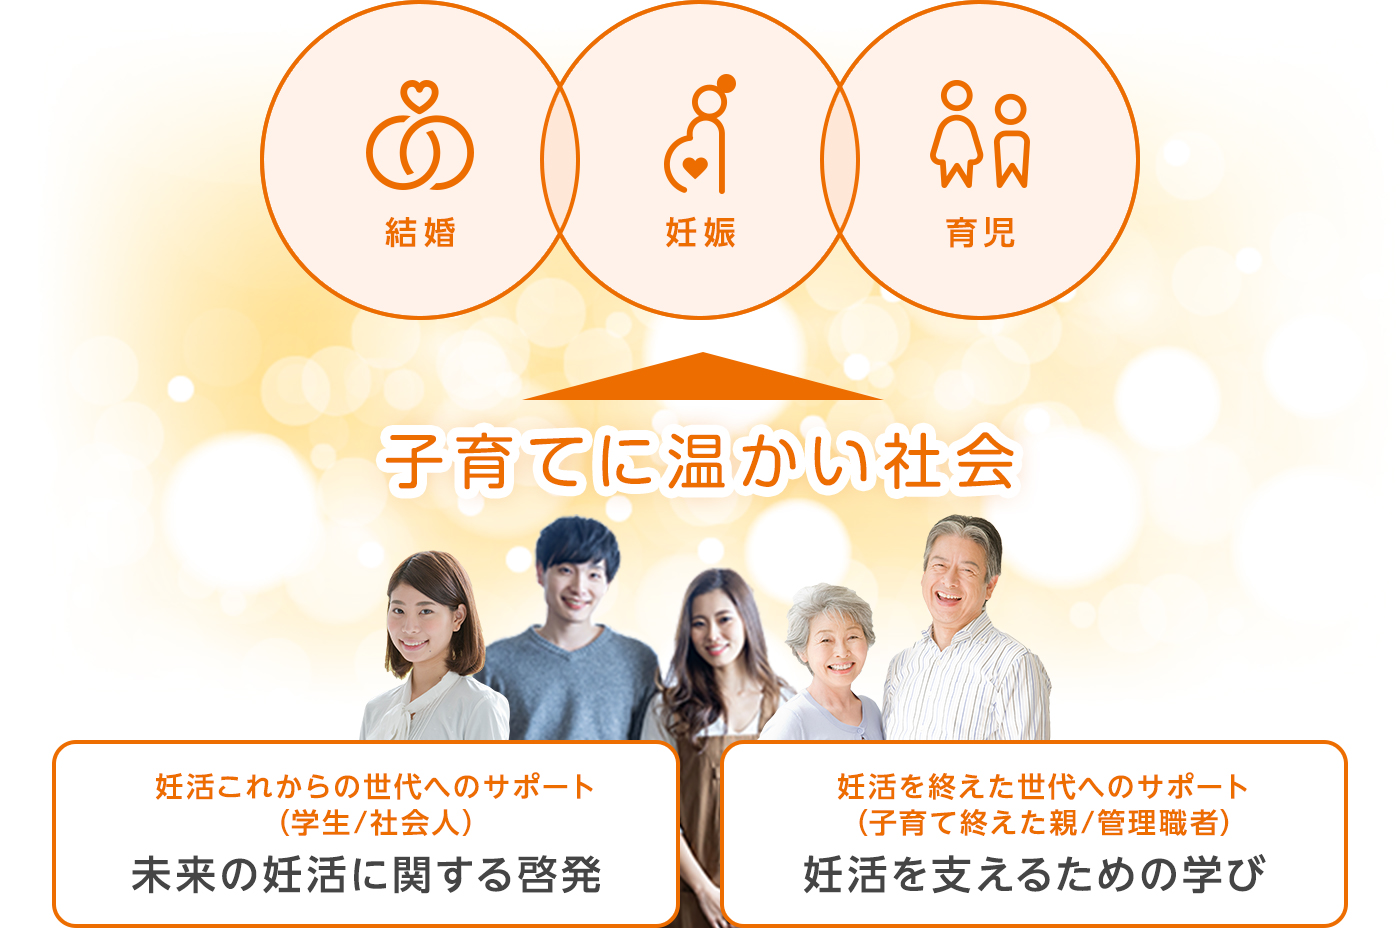 結婚
妊娠
育児
子育てに温かい社会
妊活これからの世代へのサポート
(学生/社会人)
未来の妊活に関する啓発
妊活を終えた世代へのサポート
(子育て終えた親/管理職者)
妊活を支えるための学び